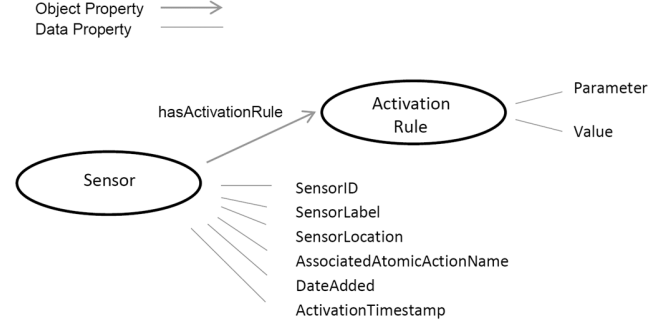 Object Property
Data Property
hasActivationRule
Activation
Rule
Parameter
Value
Sensor
SensorID
SensorLabel
SensorLocation
AssociatedAtomicActionName
DateAdded
ActivationTimestamp